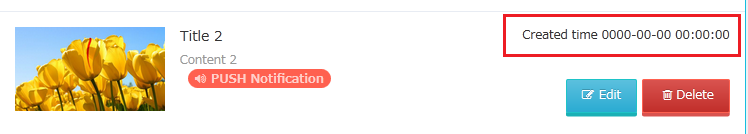 Title 2
Created time 0000-00-00 00:00:00
Content 2
PUSH Notification
Edit
Delete